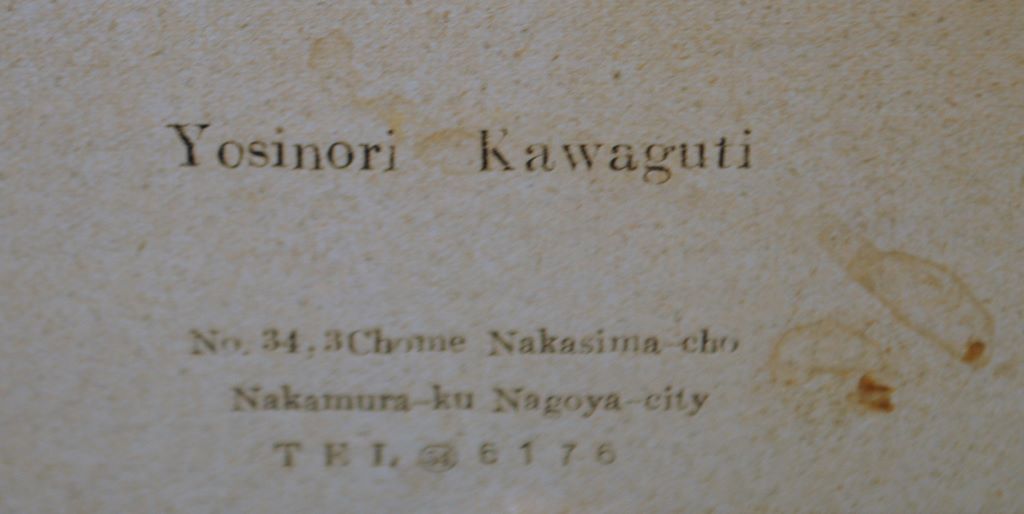 Yosinori Kawaguti
No. 34, 3Chome Nakasima-cho
Nakamura-ku Nagoya-city
TEL 6176